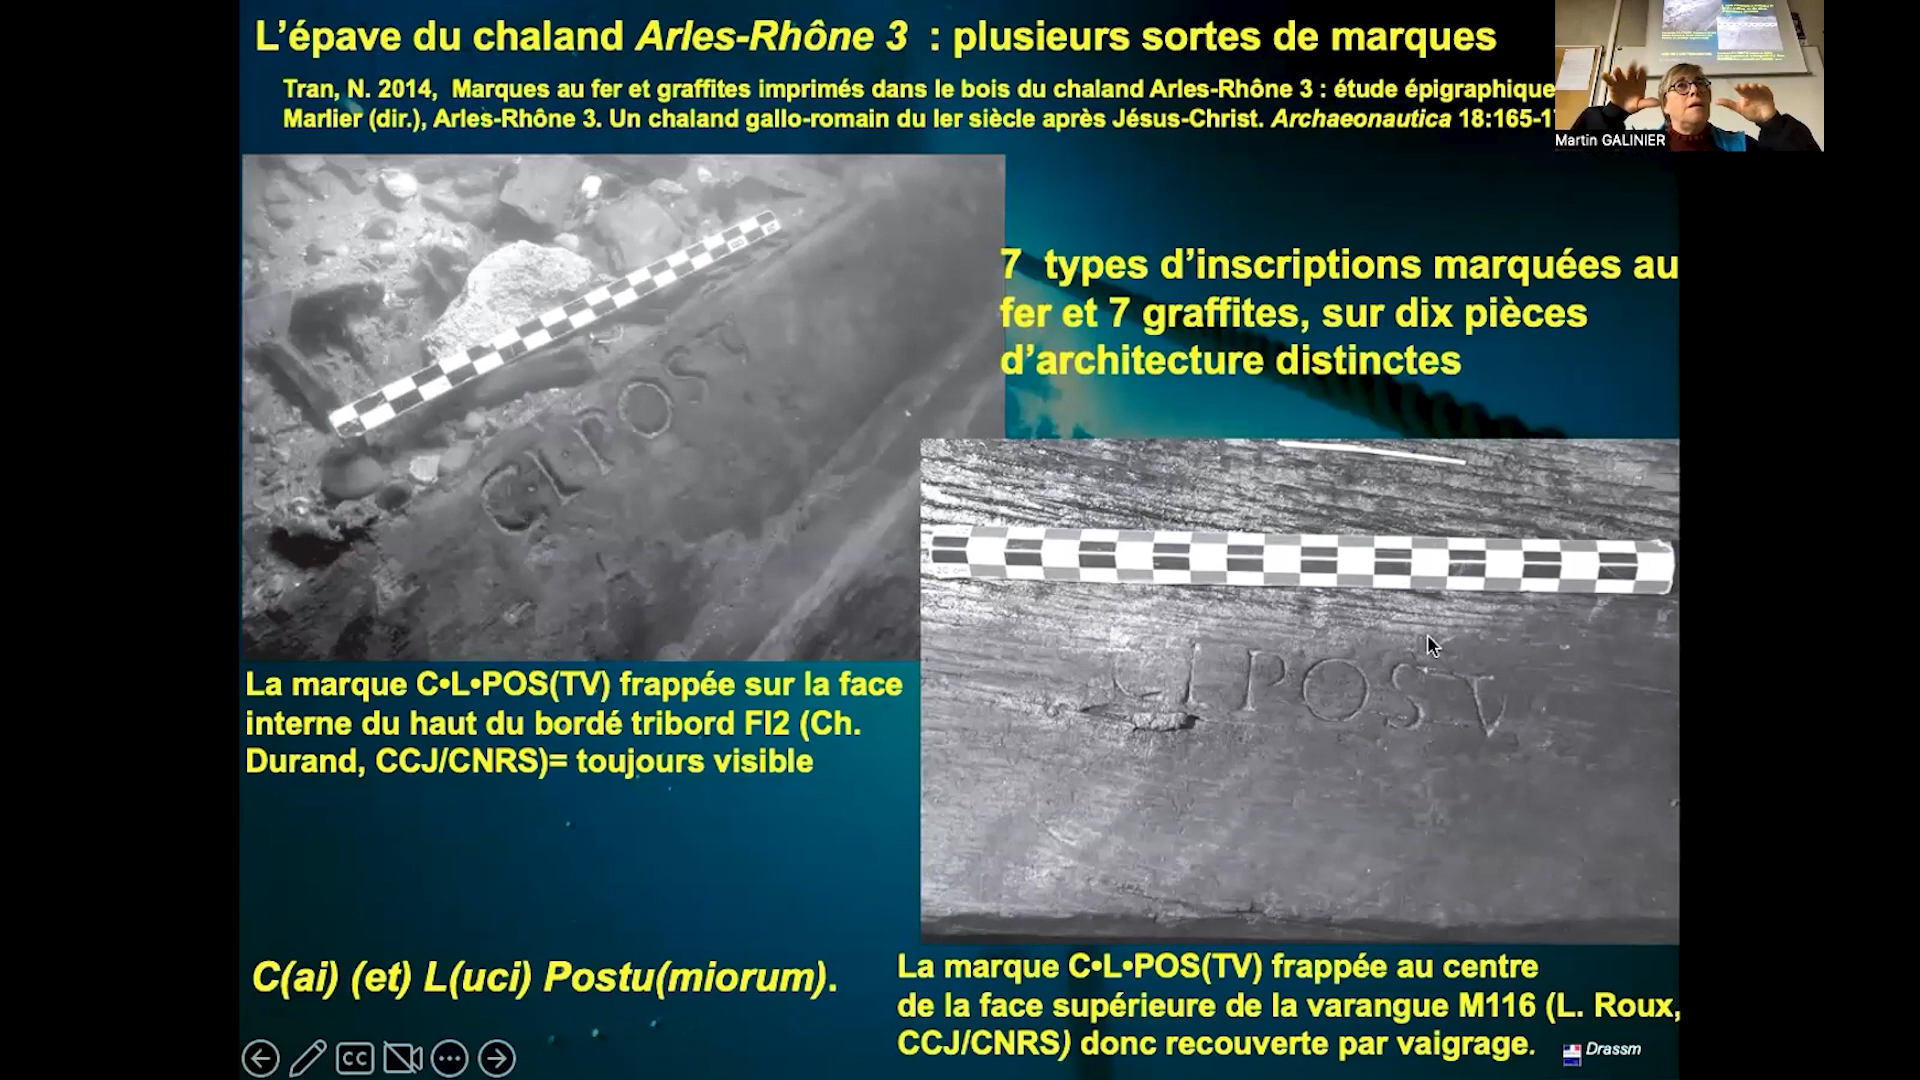 L’épave du chaland Arles-Rhône 3 : plusieurs sortes de marques
Tran, N. 2014, Marques au fer et graffites imprimés dans le bois du chaland Arles-Rhône 3 : étude épigraphique
Marlier (dir.), Arles-Rhône 3. Un chaland gallo-romain du Ier siècle après Jésus-Christ. Archaeonautica 18:165-1
Martin GALINIER
7 types d’inscriptions marquées au
fer et 7 graffites, sur dix pièces
d’architecture distinctes
CLPOST
20 cm
CLPOSTV
La marque C•L•POS(TV) frappée sur la face
interne du haut du bordé tribord Fl2 (Ch.
Durand, CCJ/CNRS)= toujours visible
C(ai) (et) L(uci) Postu(miorum).
La marque C•L•POS(TV) frappée au centre
de la face supérieure de la varangue M116 (L. Roux,
CCJ/CNRS) donc recouverte par vaigrage.
Drassm
CC